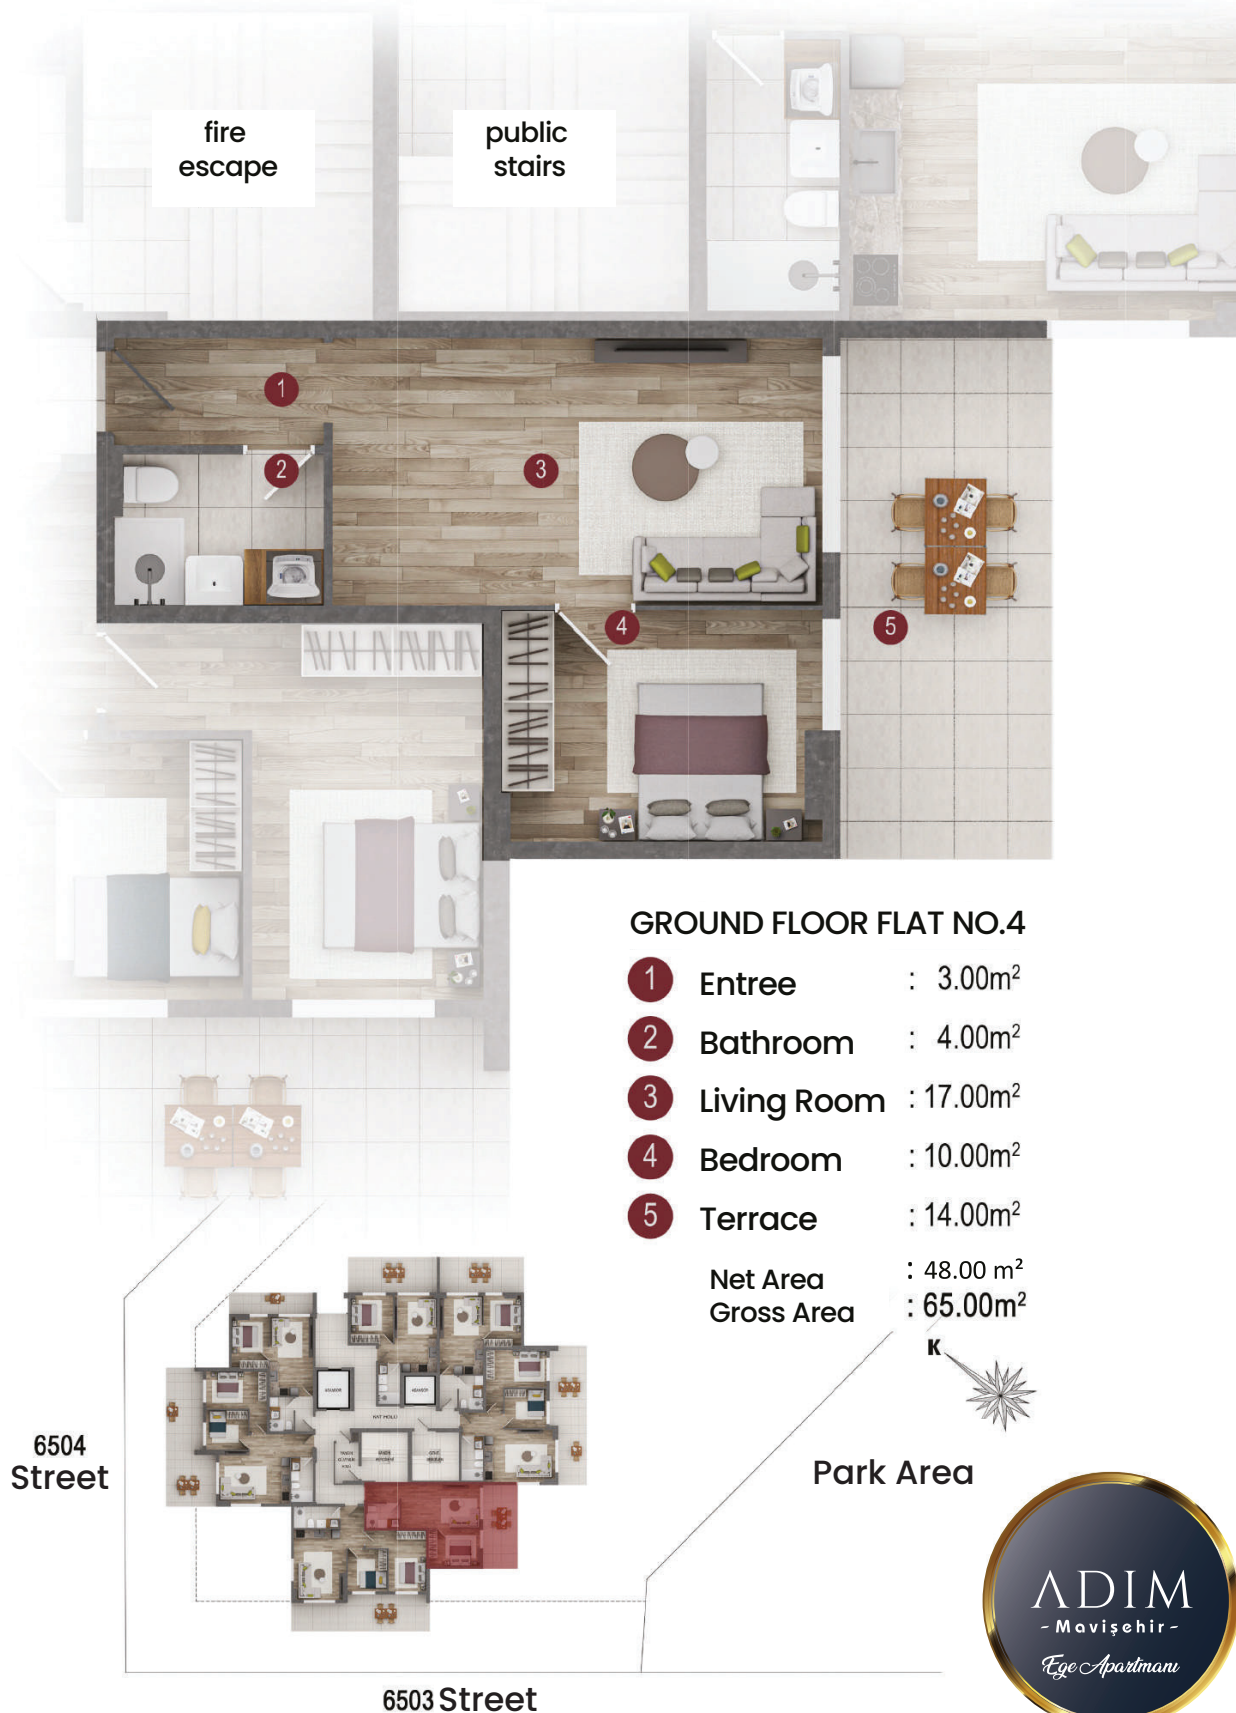 fire
escape
public
stairs
1
2
3
4
5
GROUND FLOOR FLAT NO.4
1 Entree : 3.00m²
2 Bathroom : 4.00m²
3 Living Room : 17.00m²
4 Bedroom : 10.00m²
5 Terrace : 14.00m²
Net Area : 48.00 m²
Gross Area : 65.00m²
K
KAT HOLÜ
6504
Street
Park Area
ADIM
-Mavişehir-
Ege Apartmanı
6503 Street